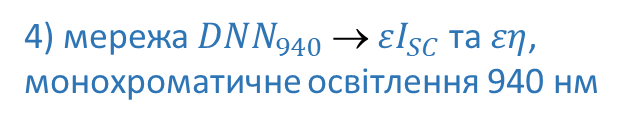 4) мережа DNN₉₄₀ → εI_SC та εη,
монохроматичне освітлення 940 нм